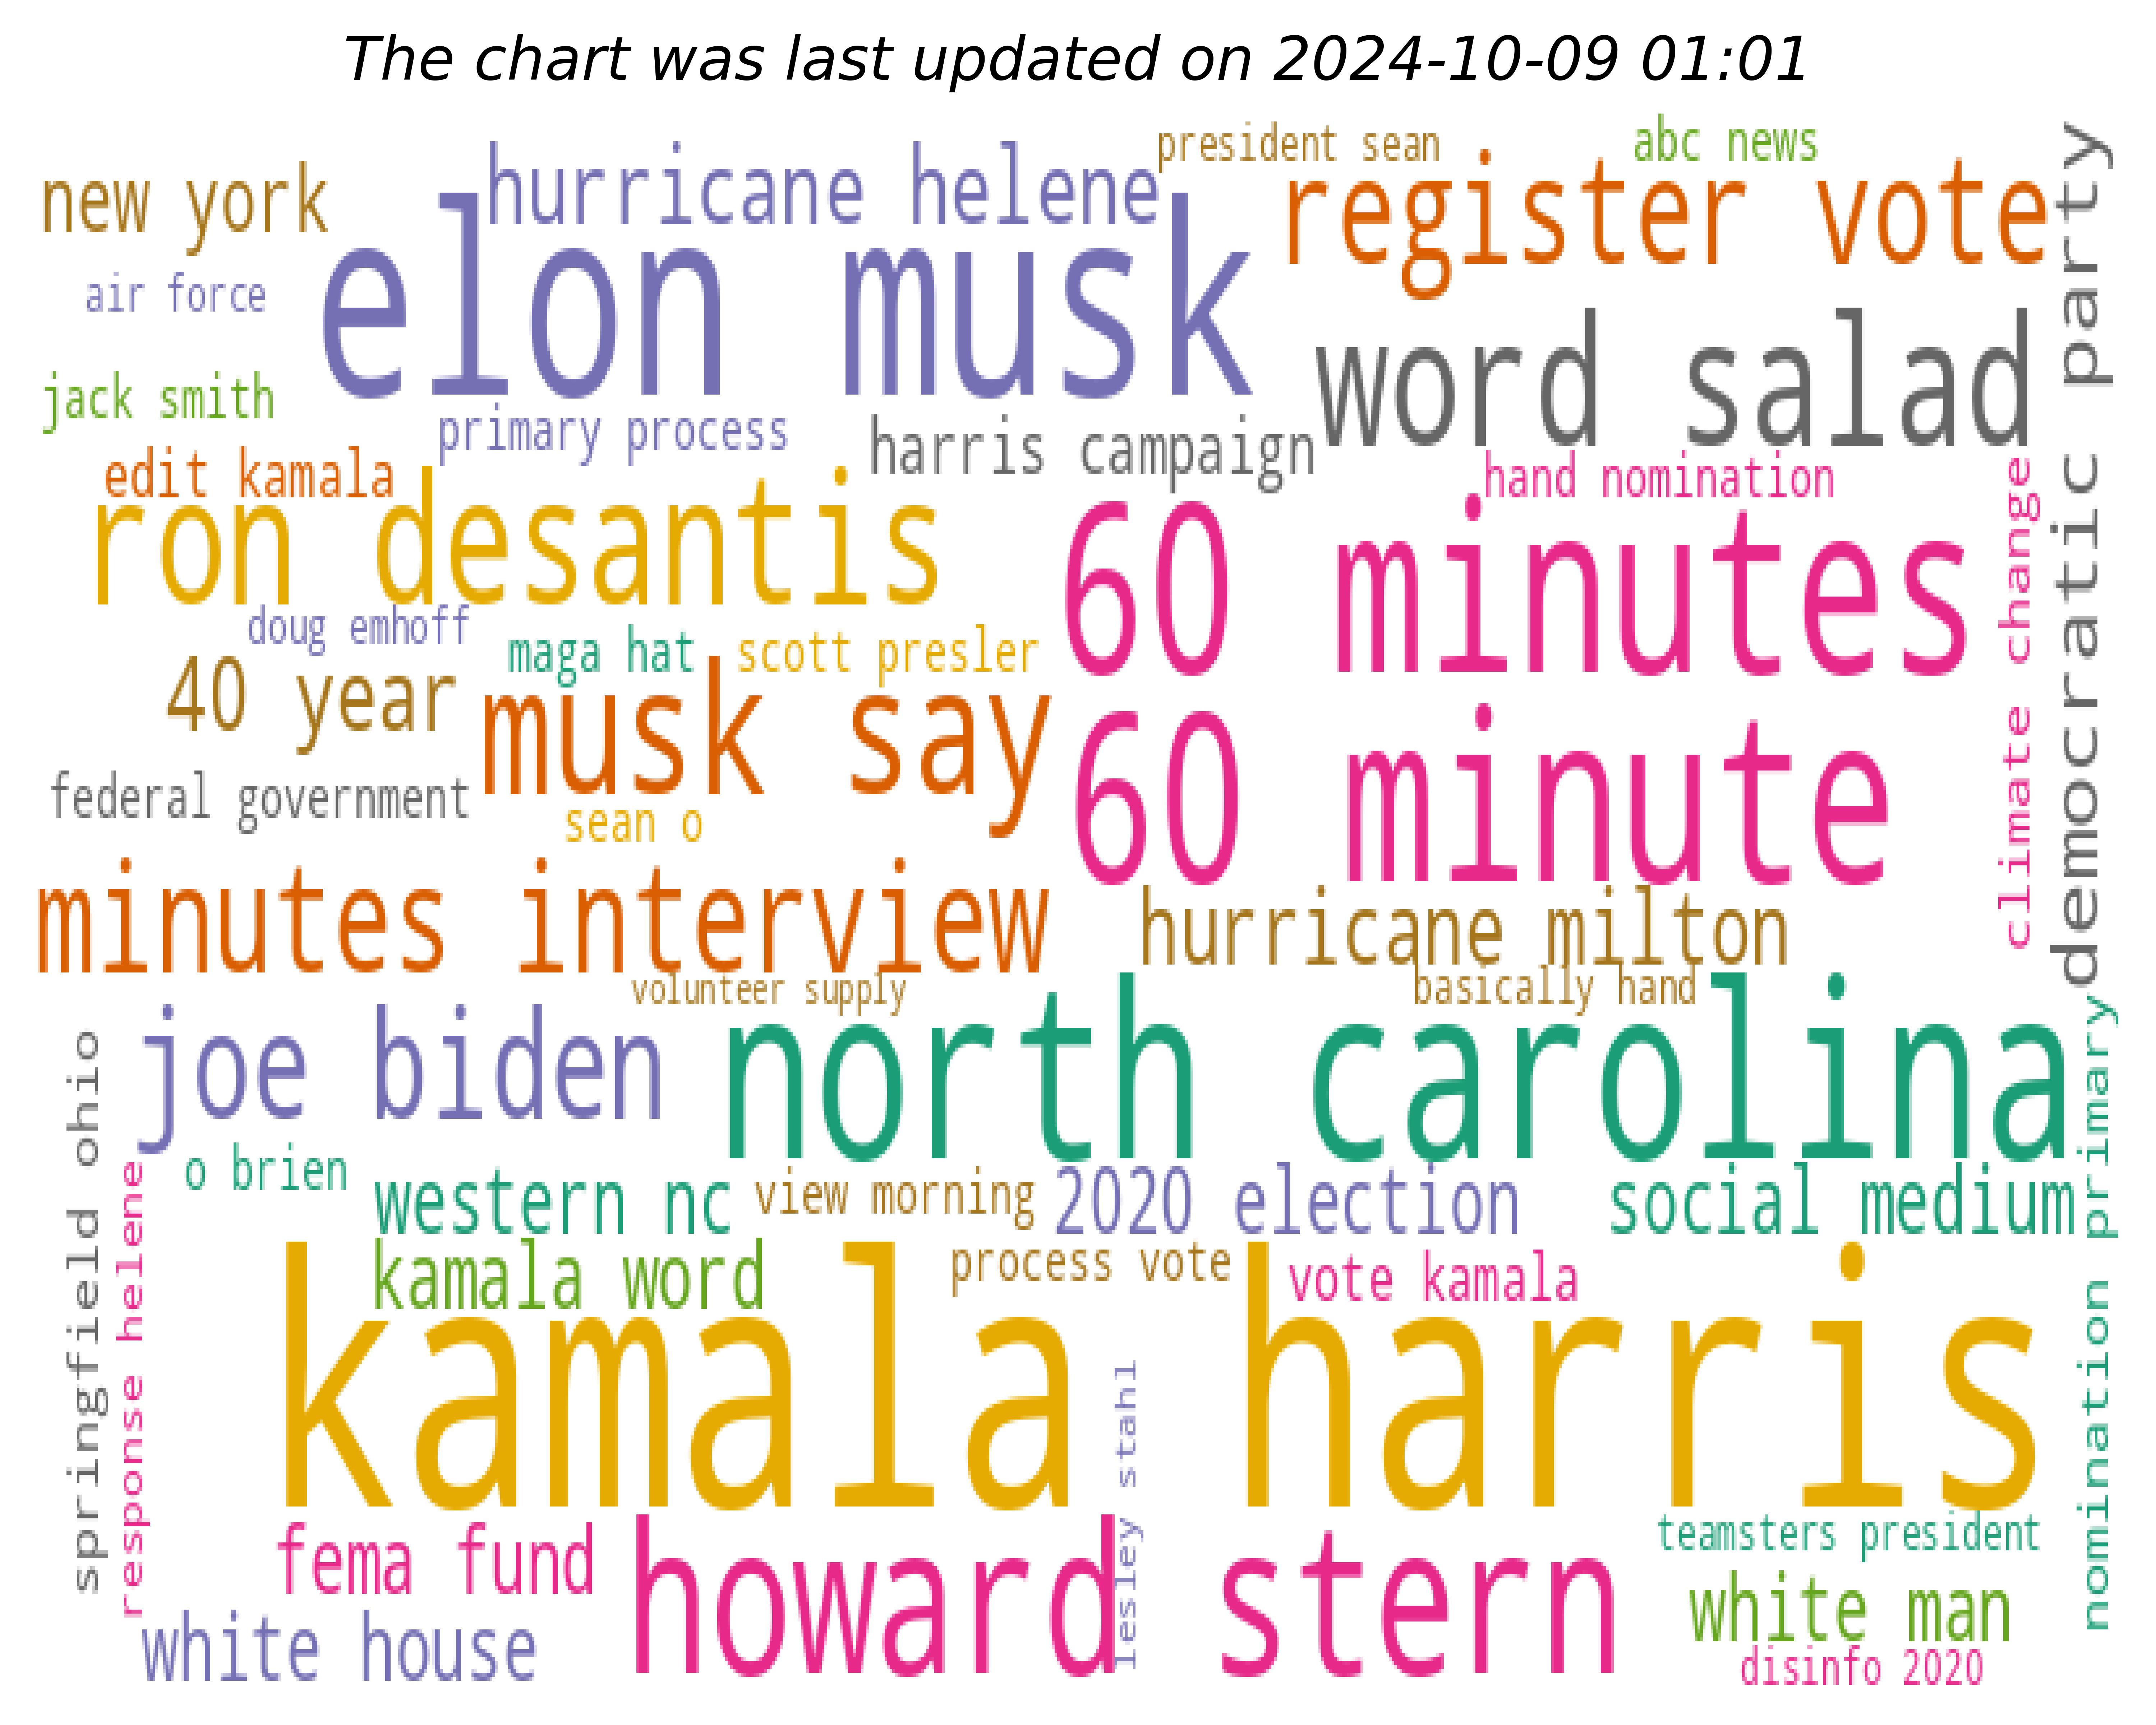 The chart was last updated on 2024-10-09 01:01
president sean
abc news
hurricane helene
new york
register vote
elon musk
air force
democratic party
word salad
jack smith
primary process
harris campaign
edit kamala
hand nomination
ron desantis
60 minutes
climate change
doug emhoff
maga hat
scott presler
40 year
musk say
60 minute
federal government
sean o
minutes interview
hurricane milton
volunteer supply
basically hand
joe biden
north carolina
springfield ohio
o brien
response helene
western nc
view morning
2020 election
social medium
nomination primary
kamala word
process vote
vote kamala
kamala harris
lesley stahl
fema fund
howard stern
teamsters president
white man
white house
disinfo 2020